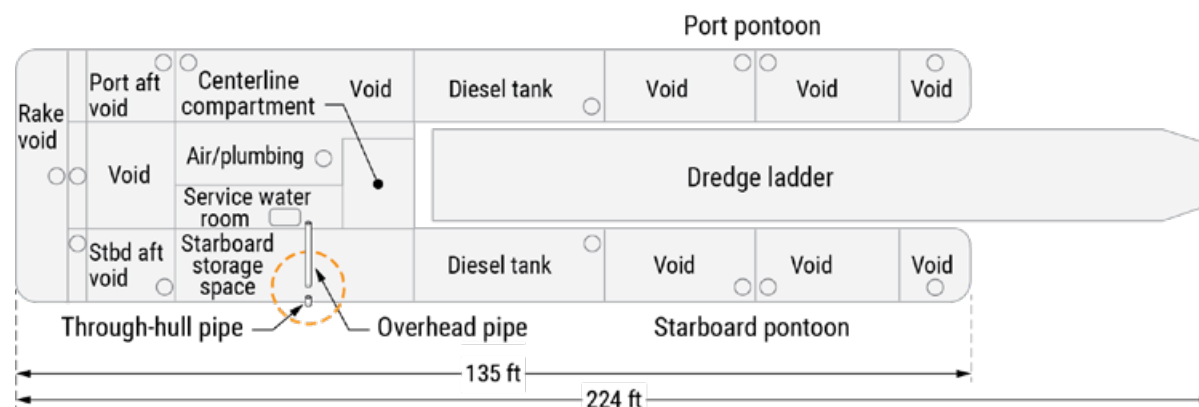 Port pontoon
Port aft
void
Centerline
compartment
Void
Diesel tank
Void
Void
Void
Rake
void
Void
Air/plumbing
Service water
room
Dredge ladder
Stbd aft
void
Starboard
storage
space
Diesel tank
Void
Void
Void
Through-hull pipe
Overhead pipe
Starboard pontoon
135 ft
224 ft